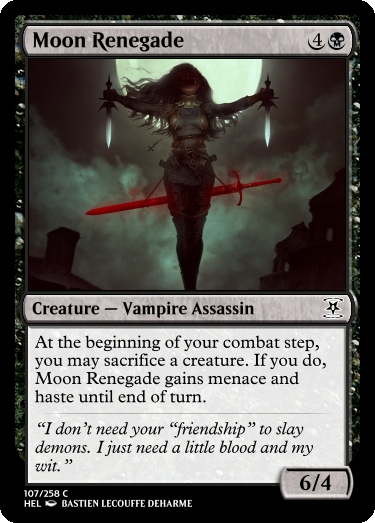 Moon Renegade 4
Creature — Vampire Assassin
At the beginning of your combat step,
you may sacrifice a creature. If you do,
Moon Renegade gains menace and
haste until end of turn.
“I don’t need your “friendship” to slay
demons. I just need a little blood and my
wit.”
6/4
107/258 C
HEL BASTIEN LECOUFFE DEHARME